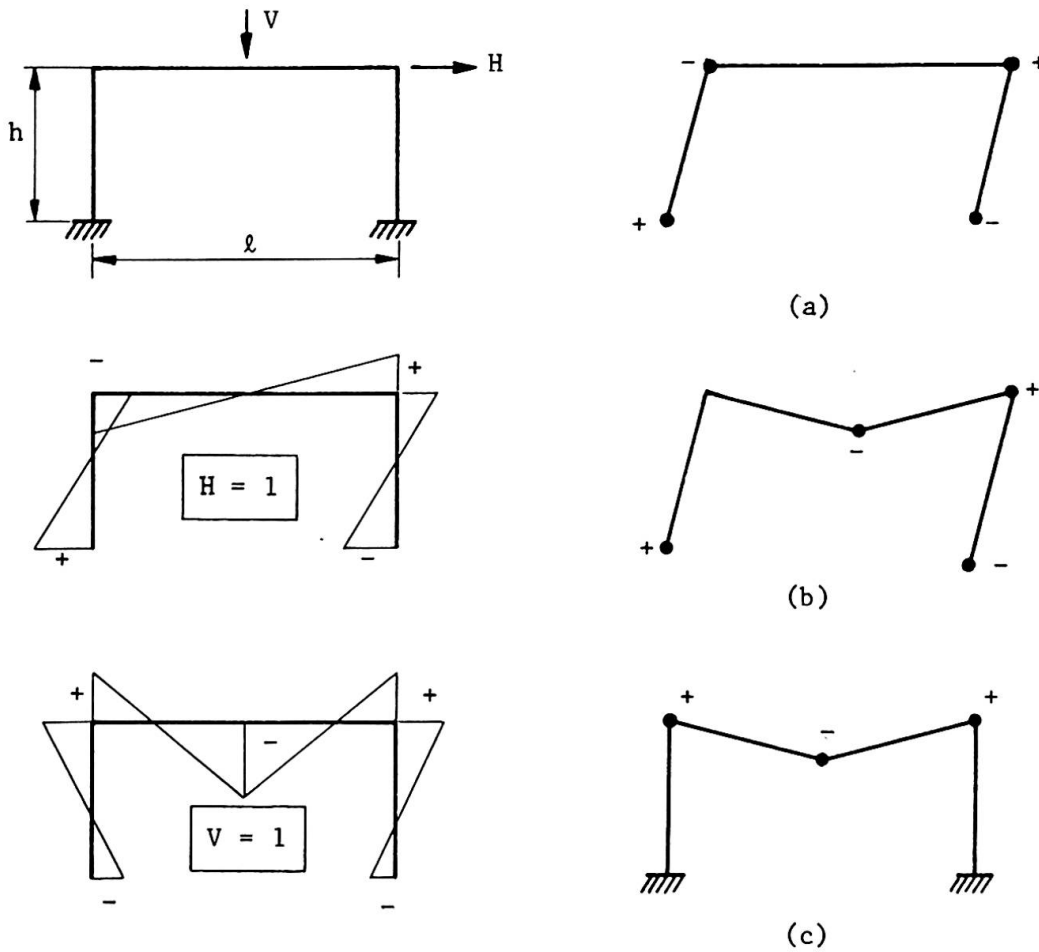 V
H
h
ℓ
- +
+ -
(a)
- +
H = 1
+ -
+
-
+
-
(b)
+ +
-
V = 1
- -
+ +
-
(c)